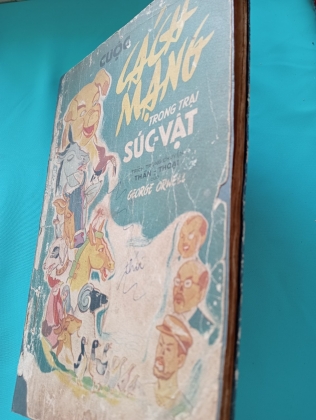 CUỘC
CÁCH
MẠNG
TRONG TRẠI
SÚC-VẬT
GEORGE ORWELL